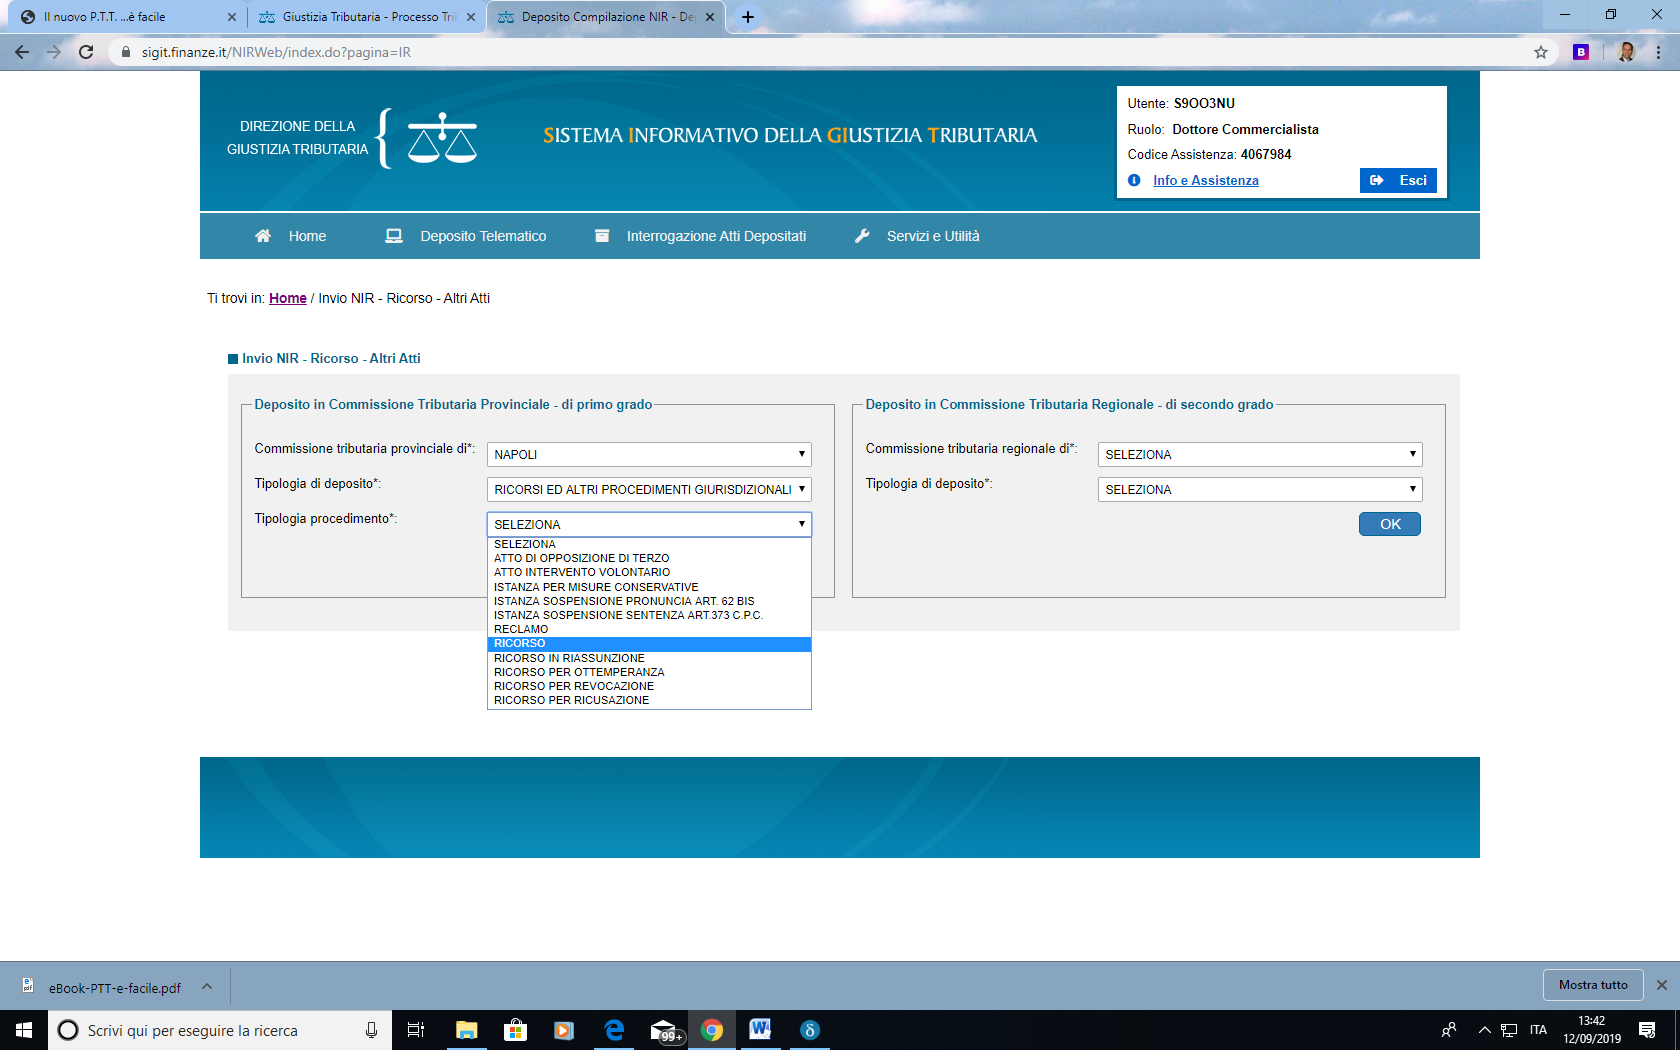 Il nuovo P.T.T. ...è facile
Giustizia Tributaria - Processo Tri
Deposito Compilazione NIR - De
sigit.finanze.it/NIRWeb/index.do?pagina=IR
B
DIREZIONE DELLA
GIUSTIZIA TRIBUTARIA
SISTEMA INFORMATIVO DELLA GIUSTIZIA TRIBUTARIA
Utente: S9OO3NU
Ruolo: Dottore Commercialista
Codice Assistenza: 4067984
Info e Assistenza
Esci
Home
Deposito Telematico
Interrogazione Atti Depositati
Servizi e Utilità
Ti trovi in: Home / Invio NIR - Ricorso - Altri Atti
Invio NIR - Ricorso - Altri Atti
Deposito in Commissione Tributaria Provinciale - di primo grado
Commissione tributaria provinciale di*: NAPOLI
Tipologia di deposito*: RICORSI ED ALTRI PROCEDIMENTI GIURISDIZIONALI
Tipologia procedimento*: SELEZIONA
SELEZIONA
ATTO DI OPPOSIZIONE DI TERZO
ATTO INTERVENTO VOLONTARIO
ISTANZA PER MISURE CONSERVATIVE
ISTANZA SOSPENSIONE PRONUNCIA ART. 62 BIS
ISTANZA SOSPENSIONE SENTENZA ART.373 C.P.C.
RECLAMO
RICORSO
RICORSO IN RIASSUNZIONE
RICORSO PER OTTEMPERANZA
RICORSO PER REVOCAZIONE
RICORSO PER RICUSAZIONE
Deposito in Commissione Tributaria Regionale - di secondo grado
Commissione tributaria regionale di*: SELEZIONA
Tipologia di deposito*: SELEZIONA
OK
eBook-PTT-e-facile.pdf
Mostra tutto
Scrivi qui per eseguire la ricerca
99+
ITA
13:42
12/09/2019